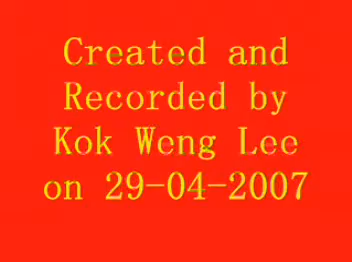 Created and
Recorded by
Kok Weng Lee
on 29-04-2007